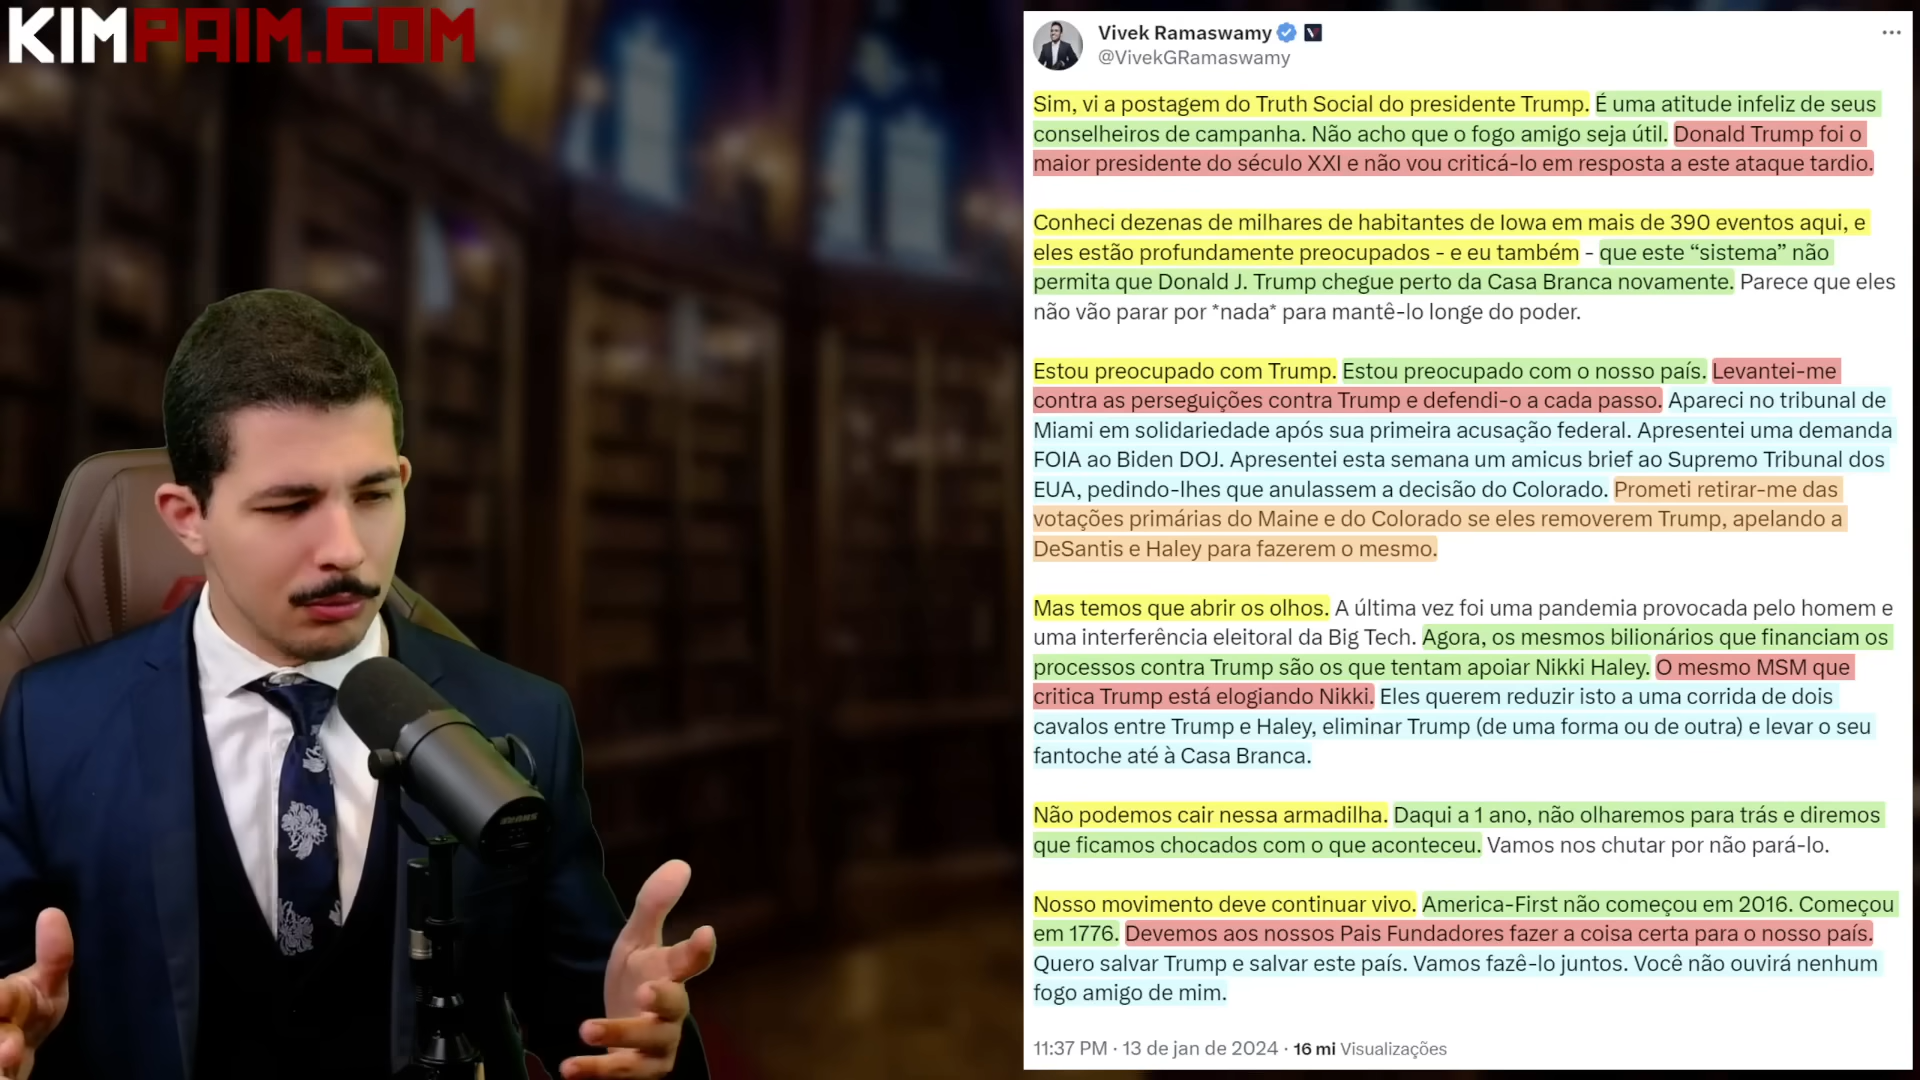 KIMPAIM.COM
Vivek Ramaswamy
@VivekGRamaswamy
Sim, vi a postagem do Truth Social do presidente Trump. É uma atitude infeliz de seus
conselheiros de campanha. Não acho que o fogo amigo seja útil. Donald Trump foi o
maior presidente do século XXI e não vou criticá-lo em resposta a este ataque tardio.
Conheci dezenas de milhares de habitantes de Iowa em mais de 390 eventos aqui, e
eles estão profundamente preocupados - e eu também - que este “sistema” não
permita que Donald J. Trump chegue perto da Casa Branca novamente. Parece que eles
não vão parar por *nada* para mantê-lo longe do poder.
Estou preocupado com Trump. Estou preocupado com o nosso país. Levantei-me
contra as perseguições contra Trump e defendi-o a cada passo. Apareci no tribunal de
Miami em solidariedade após sua primeira acusação federal. Apresentei uma demanda
FOIA ao Biden DOJ. Apresentei esta semana um amicus brief ao Supremo Tribunal dos
EUA, pedindo-lhes que anulassem a decisão do Colorado. Prometi retirar-me das
votações primárias do Maine e do Colorado se eles removerem Trump, apelando a
DeSantis e Haley para fazerem o mesmo.
Mas temos que abrir os olhos. A última vez foi uma pandemia provocada pelo homem e
uma interferência eleitoral da Big Tech. Agora, os mesmos bilionários que financiam os
processos contra Trump são os que tentam apoiar Nikki Haley. O mesmo MSM que
critica Trump está elogiando Nikki. Eles querem reduzir isto a uma corrida de dois
cavalos entre Trump e Haley, eliminar Trump (de uma forma ou de outra) e levar o seu
fantoche até à Casa Branca.
Não podemos cair nessa armadilha. Daqui a 1 ano, não olharemos para trás e diremos
que ficamos chocados com o que aconteceu. Vamos nos chutar por não pará-lo.
Nosso movimento deve continuar vivo. America-First não começou em 2016. Começou
em 1776. Devemos aos nossos Pais Fundadores fazer a coisa certa para o nosso país.
Quero salvar Trump e salvar este país. Vamos fazê-lo juntos. Você não ouvirá nenhum
fogo amigo de mim.
11:37 PM · 13 de jan de 2024 · 16 mi Visualizações